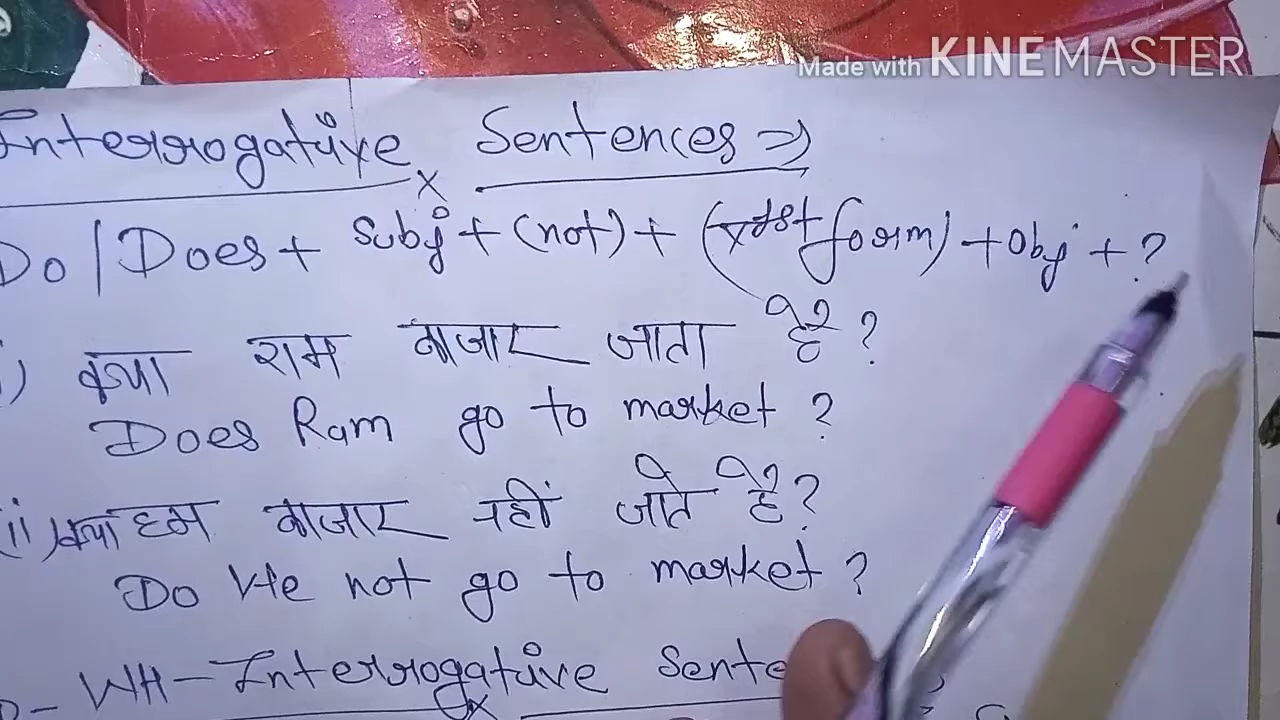 Made with KINEMASTER
Interrogative Sentences ⇒
Do / Does + Subj + (not) + ( Ist form) + Obj + ?
i) क्या राम बाजार जाता है ?
Does Ram go to market ?
(ii) क्या हम बाजार नहीं जाते है ?
Do We not go to market ?
WH - Interrogative Sente